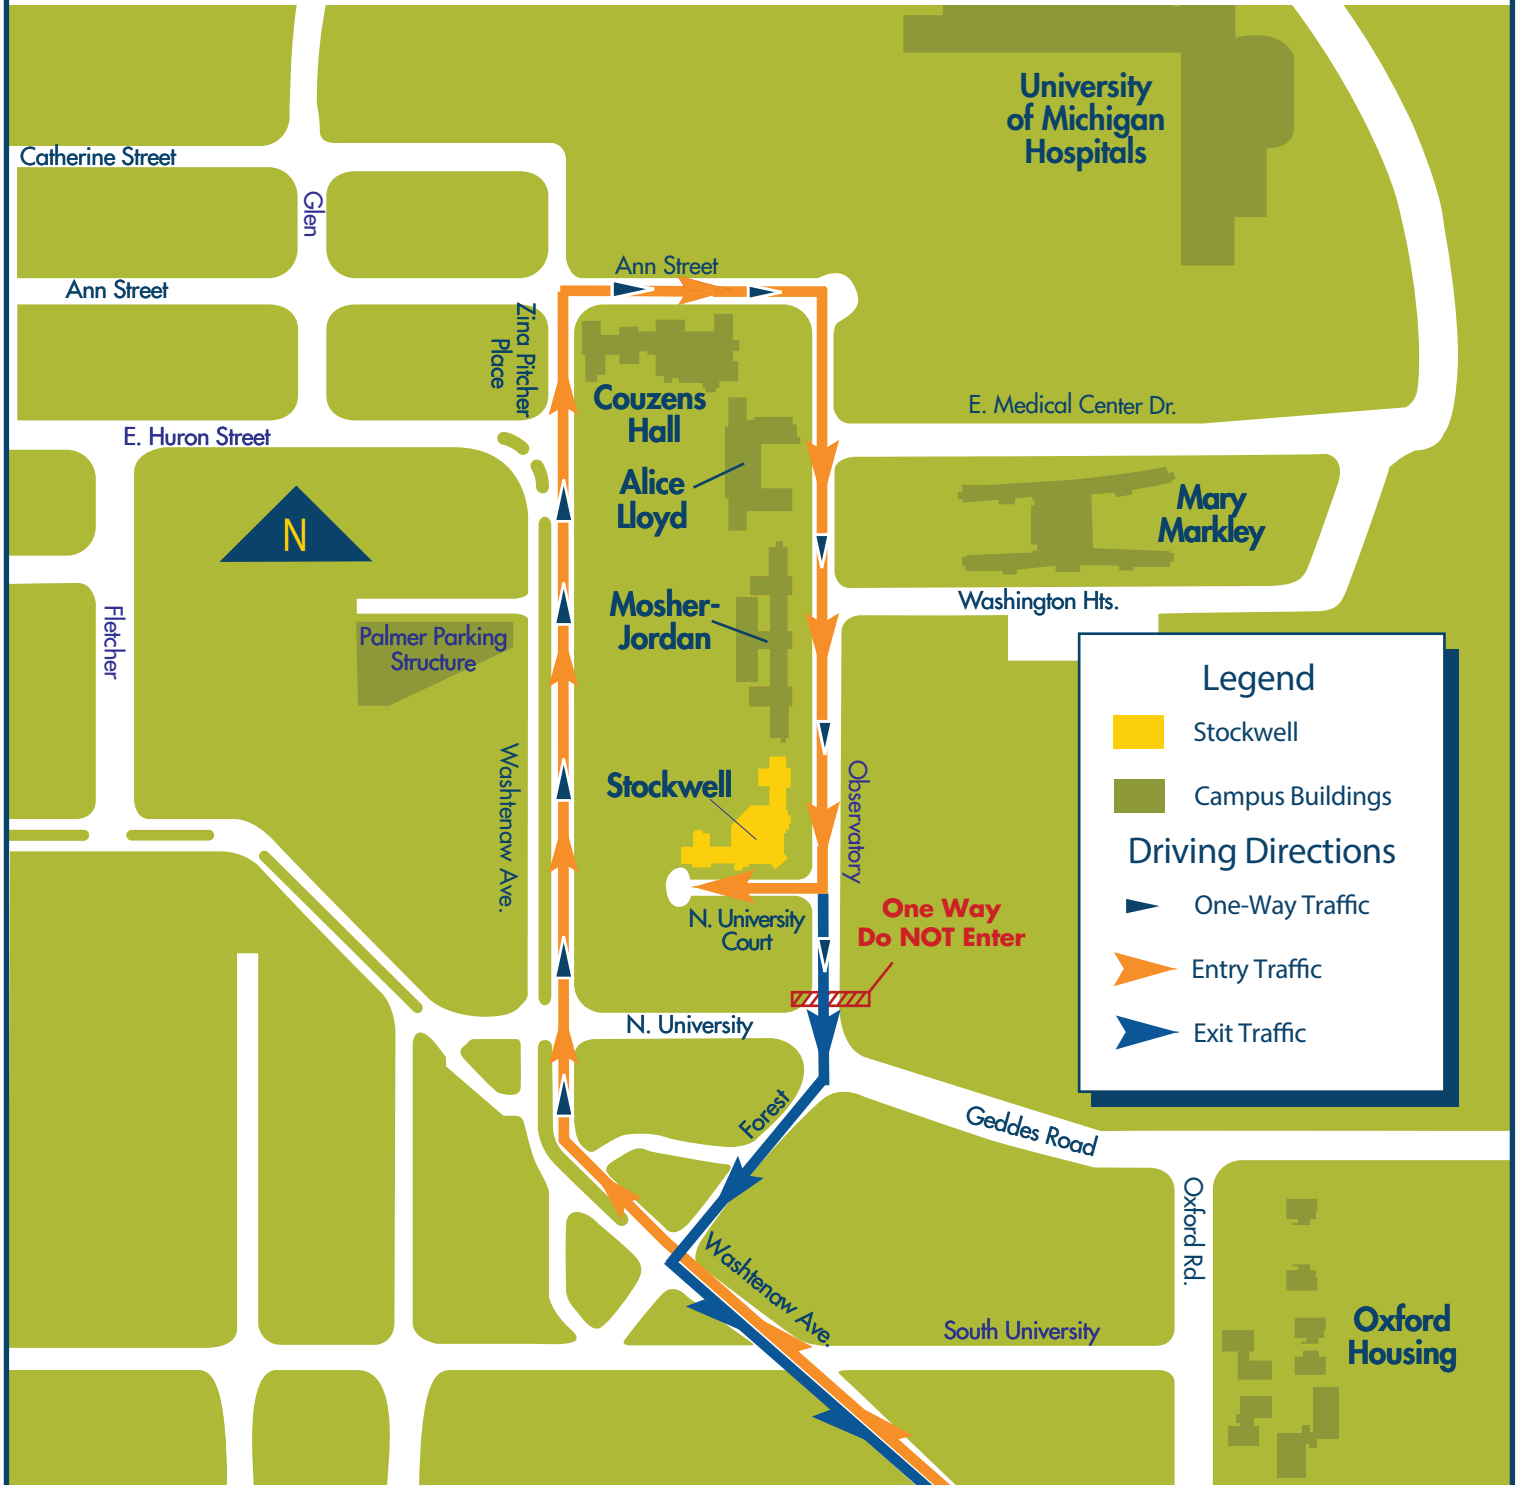 University
of Michigan
Hospitals
Catherine Street
Glen
Ann Street
Ann Street
Zina Pitcher
Place
Couzens
Hall
E. Medical Center Dr.
E. Huron Street
Alice
Lloyd
Mary
Markley
N
Mosher-
Jordan
Washington Hts.
Fletcher
Palmer Parking
Structure
Legend
Stockwell
Campus Buildings
Driving Directions
One-Way Traffic
Entry Traffic
Exit Traffic
Washtenaw Ave.
Stockwell
Observatory
One Way
Do NOT Enter
N. University
Court
N. University
Forest
Geddes Road
Oxford Rd.
Washtenaw Ave.
South University
Oxford
Housing